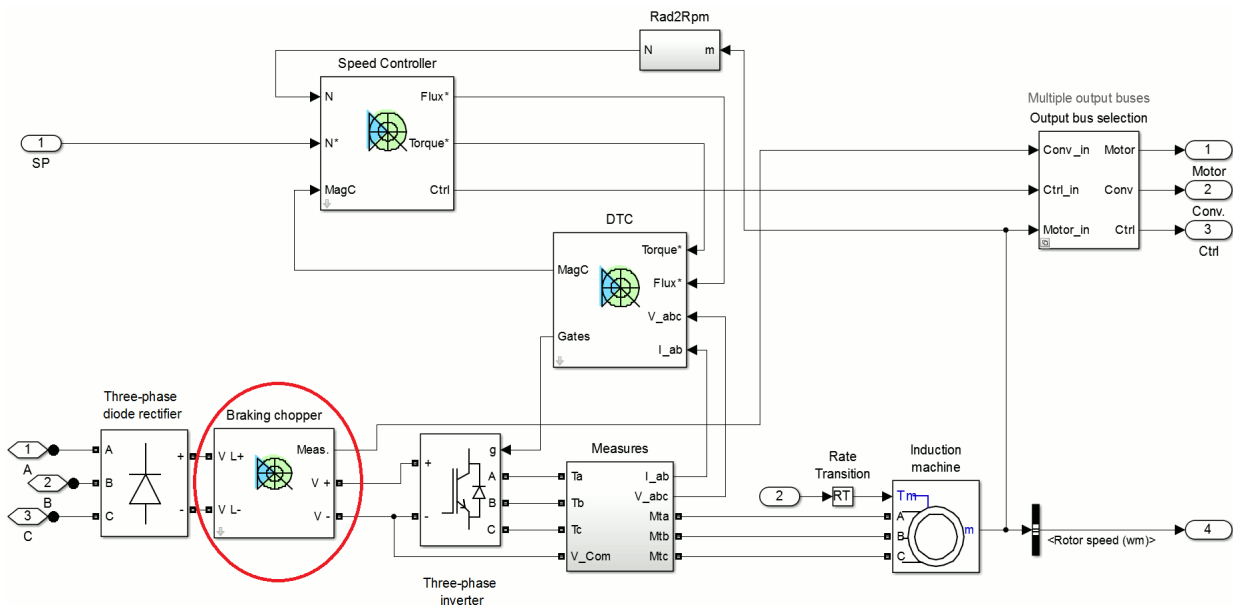 Rad2Rpm
N
m
Speed Controller
N
Flux*
N*
Torque*
MagC
Ctrl
1
SP
Multiple output buses
Output bus selection
Conv_in
Motor
Ctrl_in
Conv
Motor_in
Ctrl
1
Motor
2
Conv.
3
Ctrl
DTC
MagC
Torque*
Flux*
V_abc
Gates
I_ab
Three-phase
diode rectifier
1
A
2
B
3
C
A
B
C
+
-
Braking chopper
V L+
V L-
Meas.
V +
V -
+
-
g
A
B
C
Three-phase
inverter
Measures
Ta
Tb
Tc
V_Com
I_ab
V_abc
Mta
Mtb
Mtc
2
Rate
Transition
RT
Induction
machine
Tm
A
B
C
m
<Rotor speed (wm)>
4